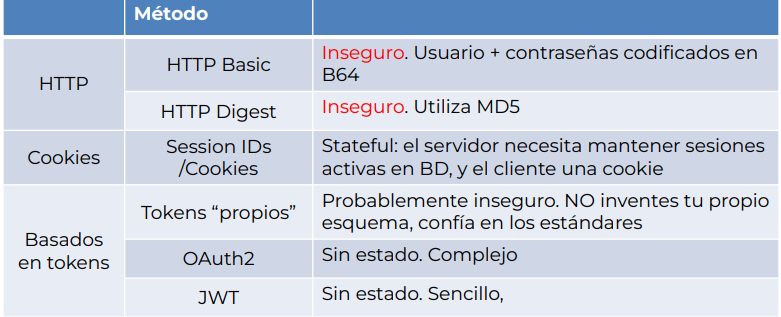 Método
HTTP
HTTP Basic
Inseguro. Usuario + contraseñas codificados en
B64
HTTP Digest
Inseguro. Utiliza MD5
Cookies
Session IDs
/Cookies
Stateful: el servidor necesita mantener sesiones
activas en BD, y el cliente una cookie
Basados
en tokens
Tokens “propios”
Probablemente inseguro. NO inventes tu propio
esquema, confía en los estándares
OAuth2
Sin estado. Complejo
JWT
Sin estado. Sencillo,